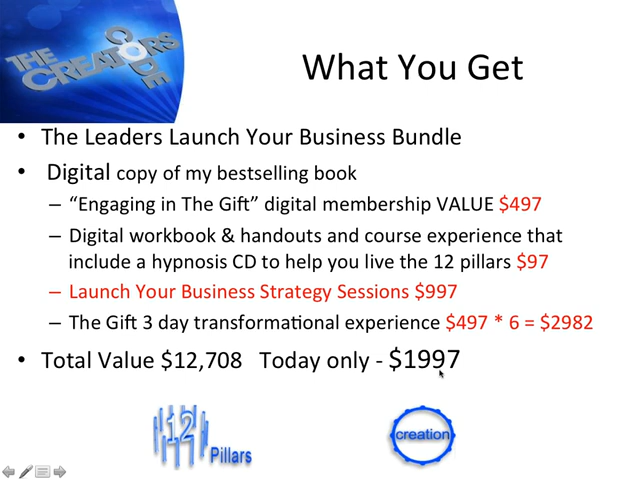 THE
CREATORS
CODE
What You Get
• The Leaders Launch Your Business Bundle
• Digital copy of my bestselling book
– “Engaging in The Gift” digital membership VALUE $497
– Digital workbook & handouts and course experience that
include a hypnosis CD to help you live the 12 pillars $97
– Launch Your Business Strategy Sessions $997
– The Gift 3 day transformational experience $497 * 6 = $2982
• Total Value $12,708 Today only - $1997
12
Pillars
creation